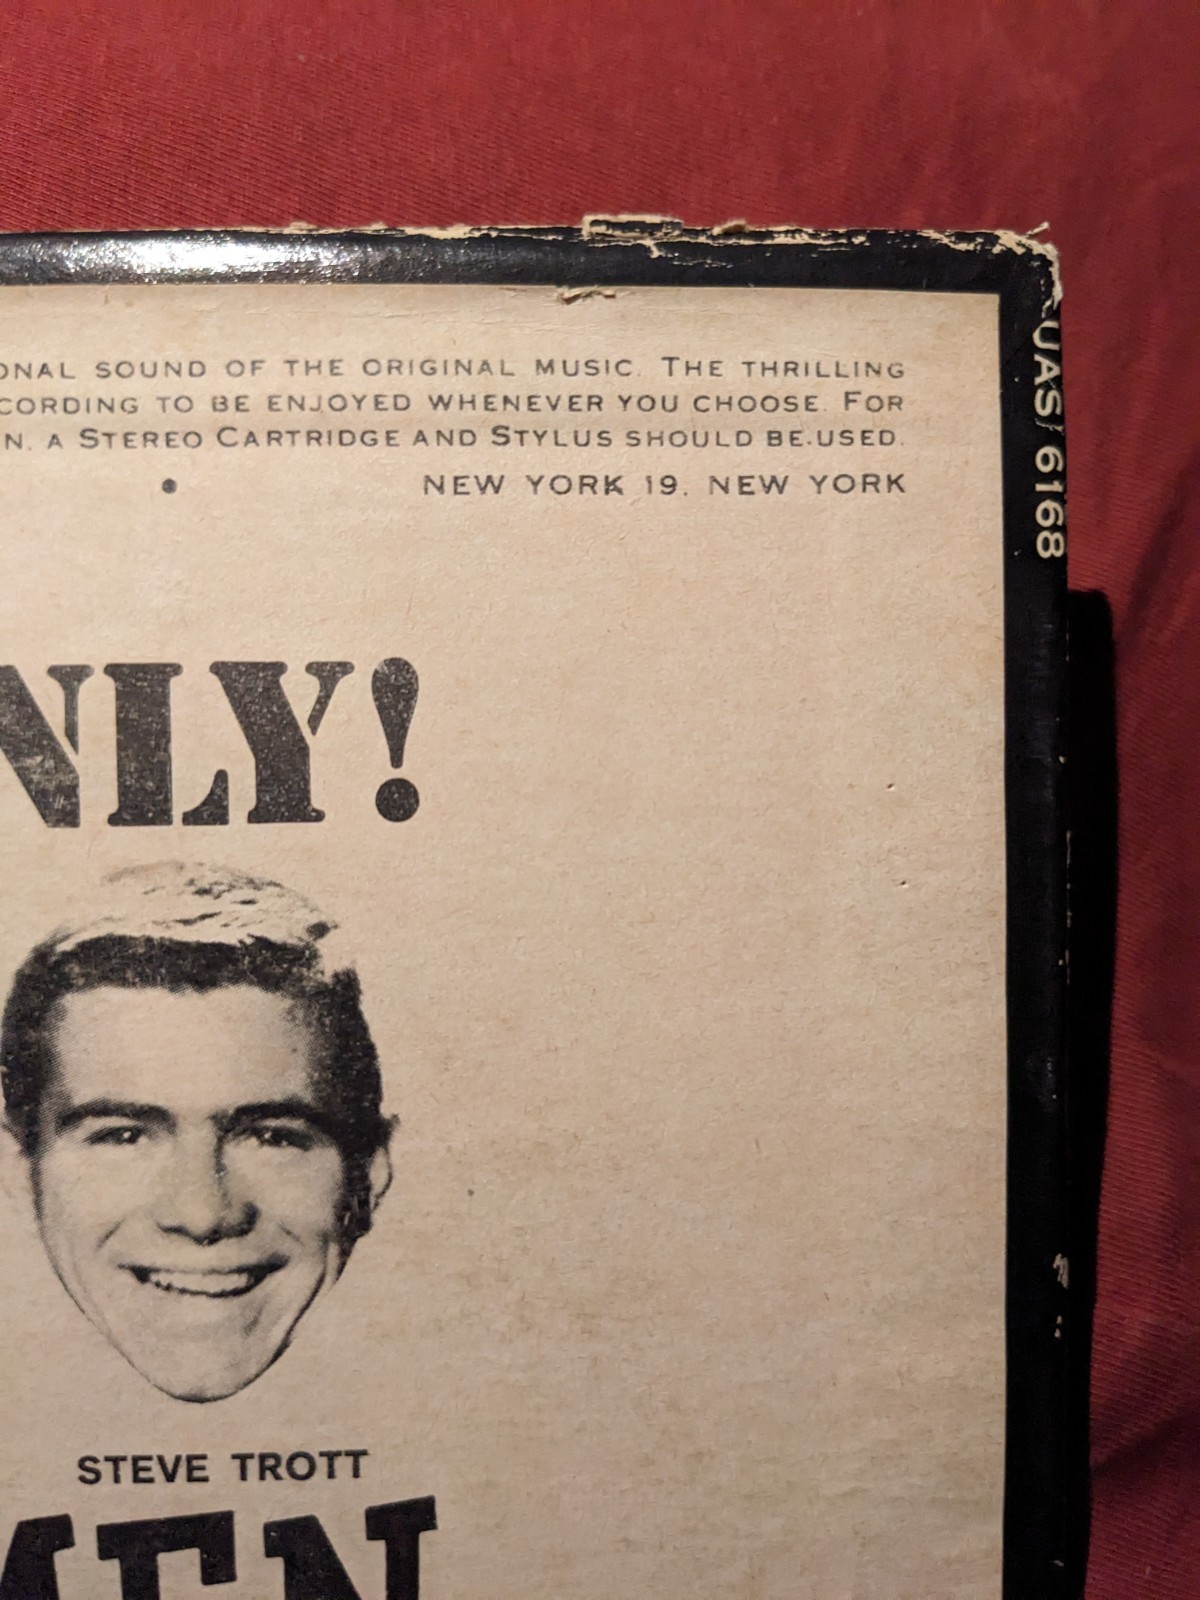 ONAL SOUND OF THE ORIGINAL MUSIC. THE THRILLING
CORDING TO BE ENJOYED WHENEVER YOU CHOOSE. FOR
N. A STEREO CARTRIDGE AND STYLUS SHOULD BE USED.
• NEW YORK 19, NEW YORK
UAS 6168
NLY!
STEVE TROTT
MEN